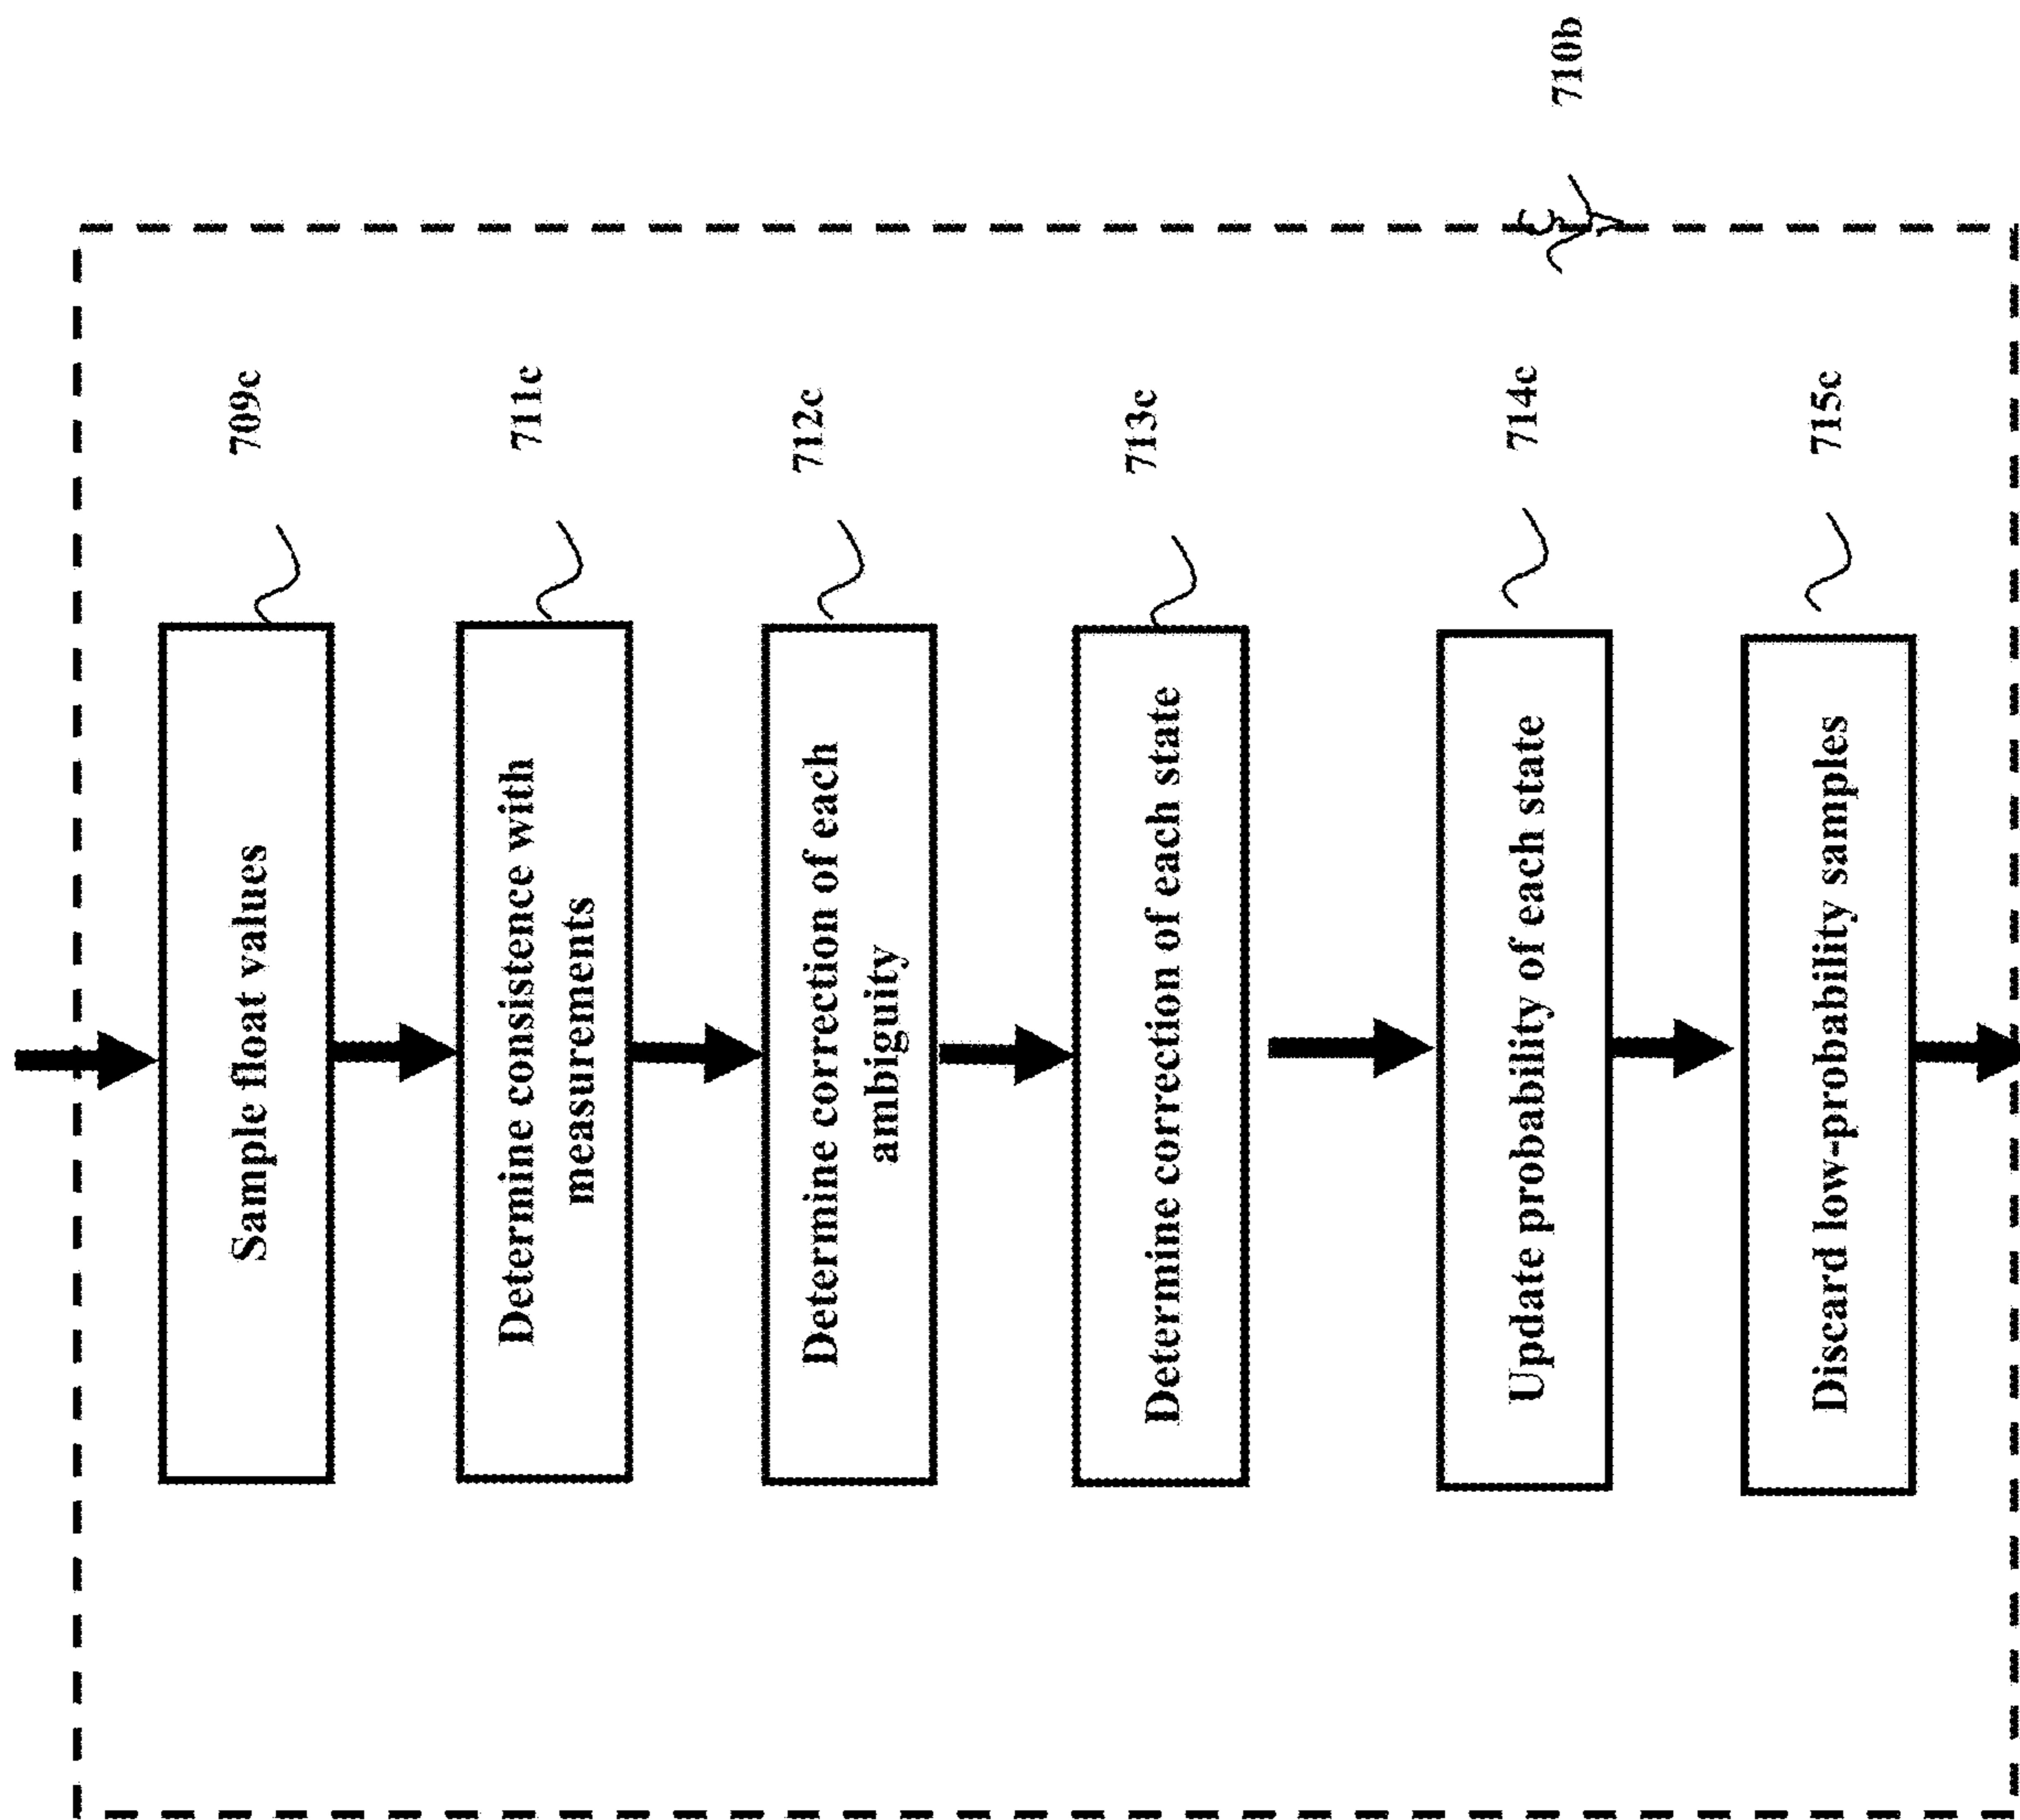 709c
Sample float values
711c
Determine consistence with
measurements
712c
Determine correction of each
ambiguity
713c
Determine correction of each state
710b
714c
Update probability of each state
715c
Discard low-probability samples